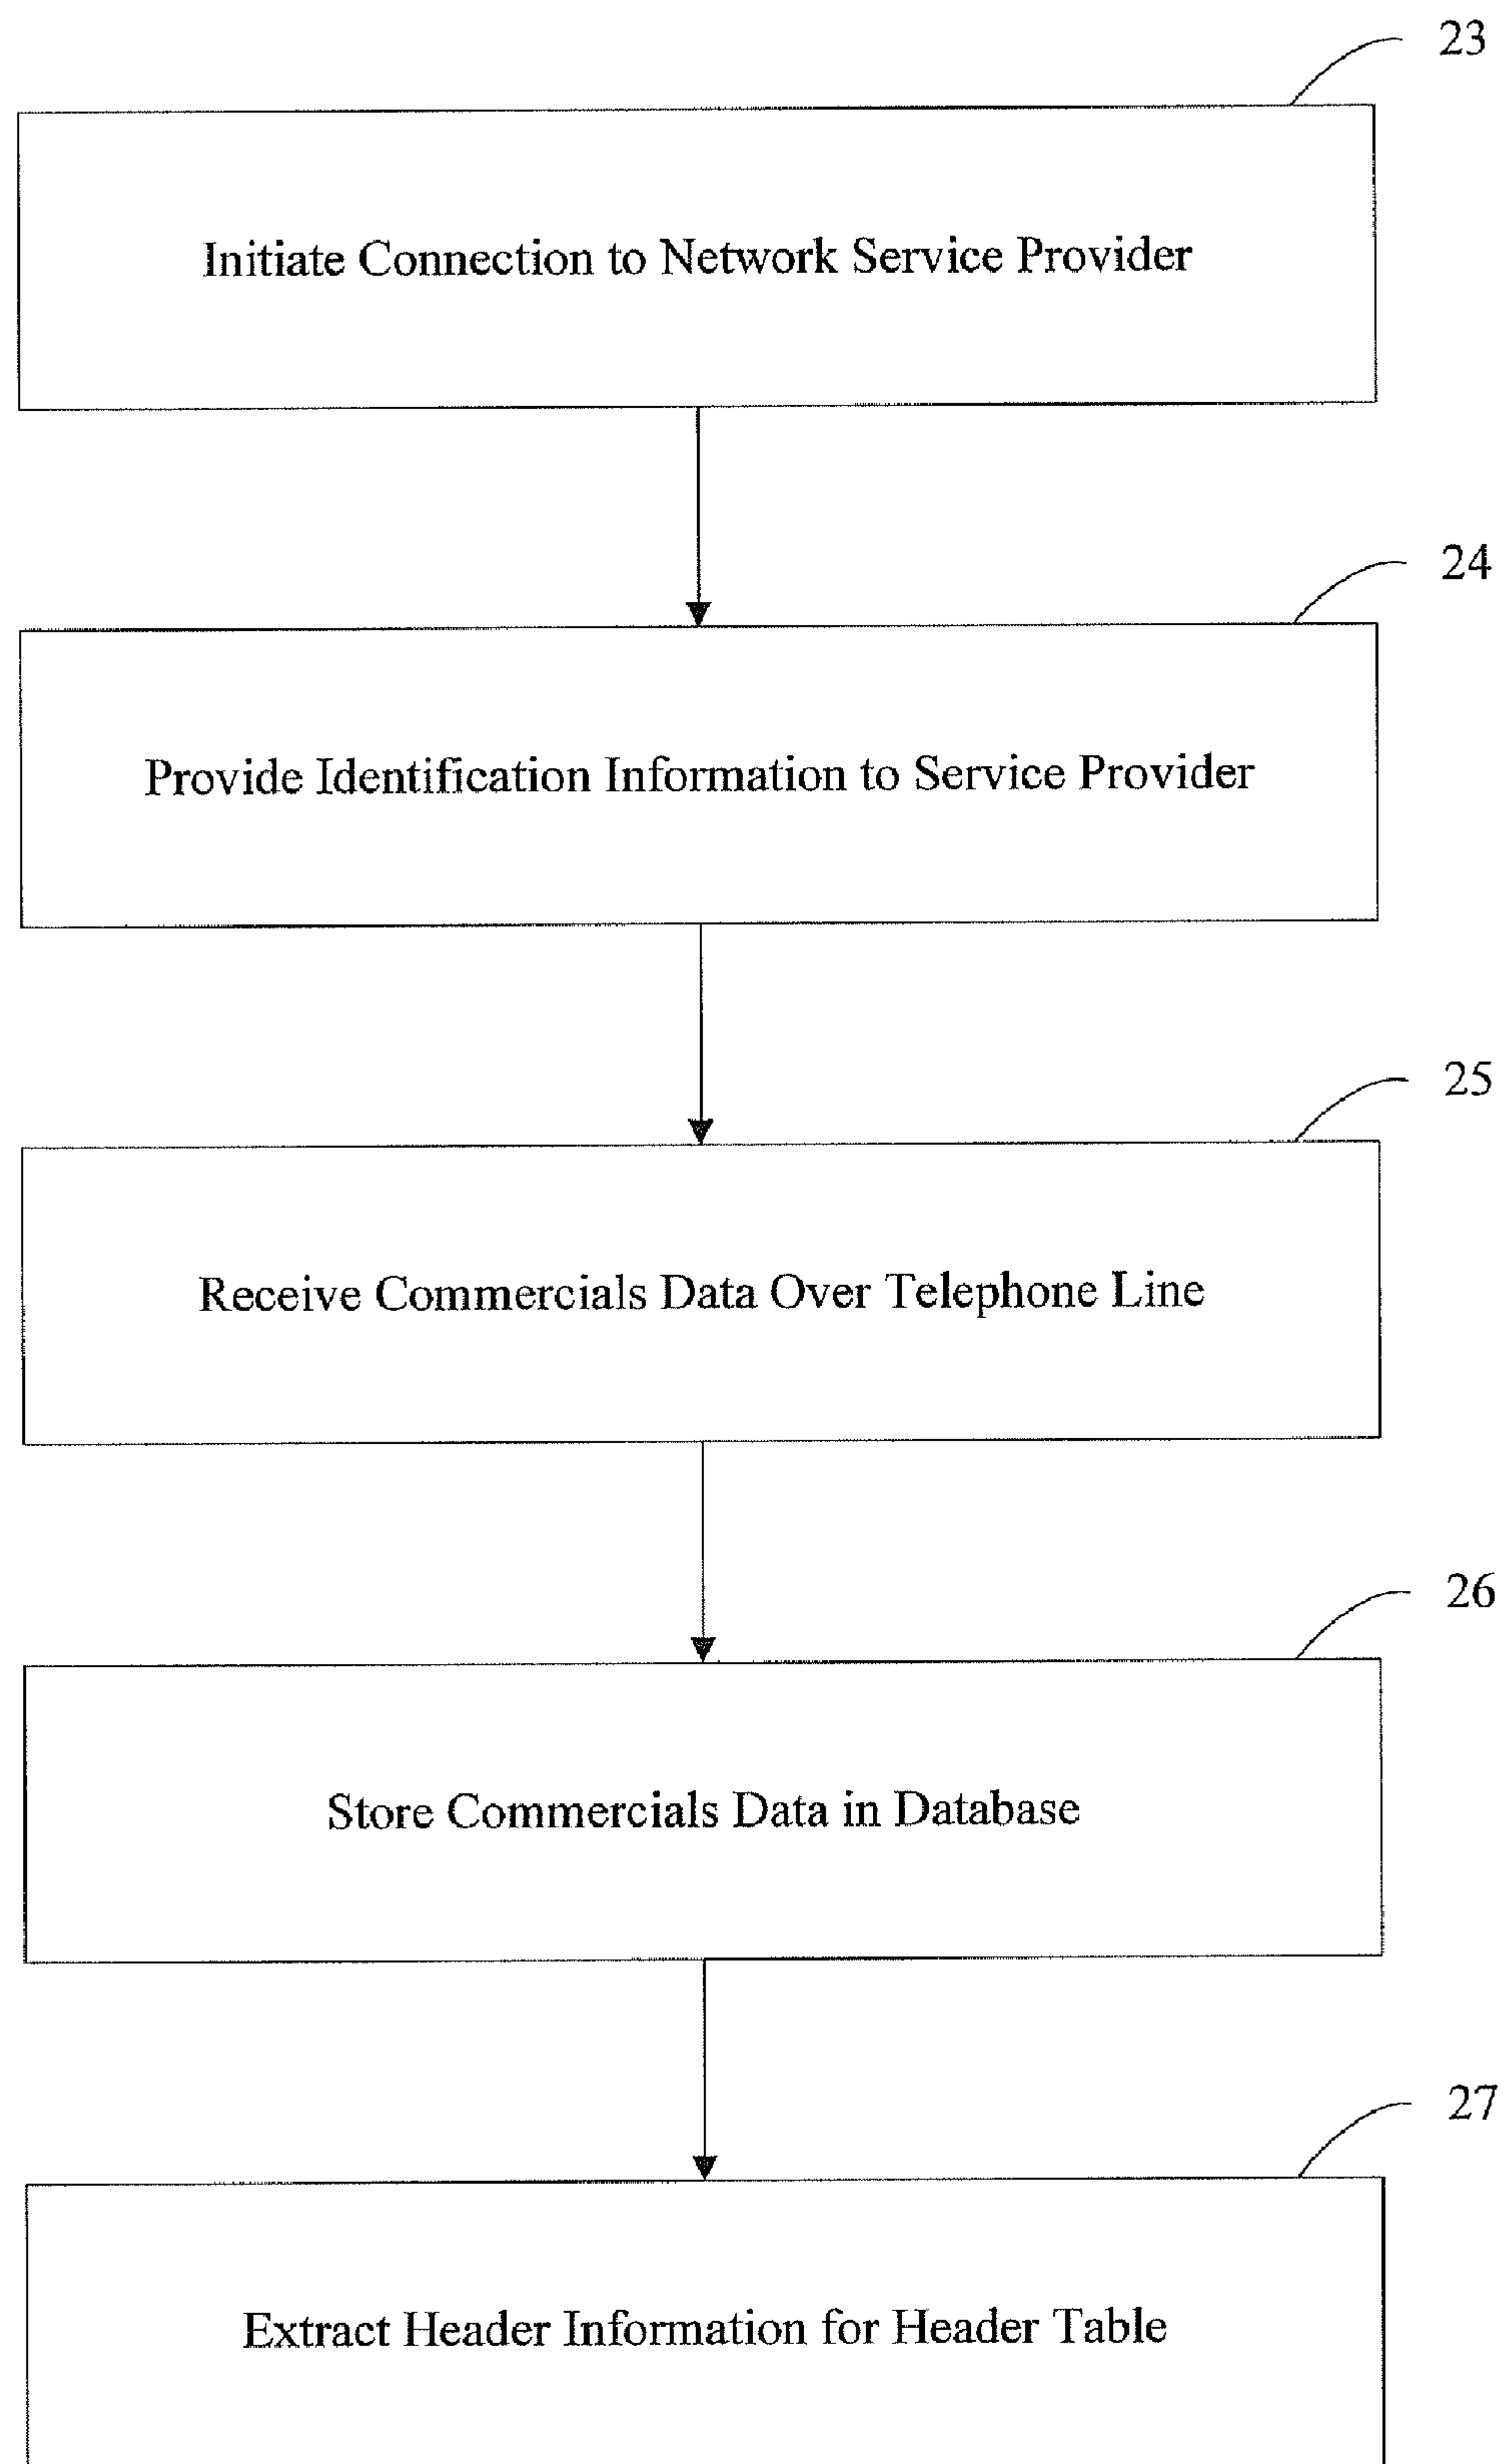 23
Initiate Connection to Network Service Provider
24
Provide Identification Information to Service Provider
25
Receive Commercials Data Over Telephone Line
26
Store Commercials Data in Database
27
Extract Header Information for Header Table